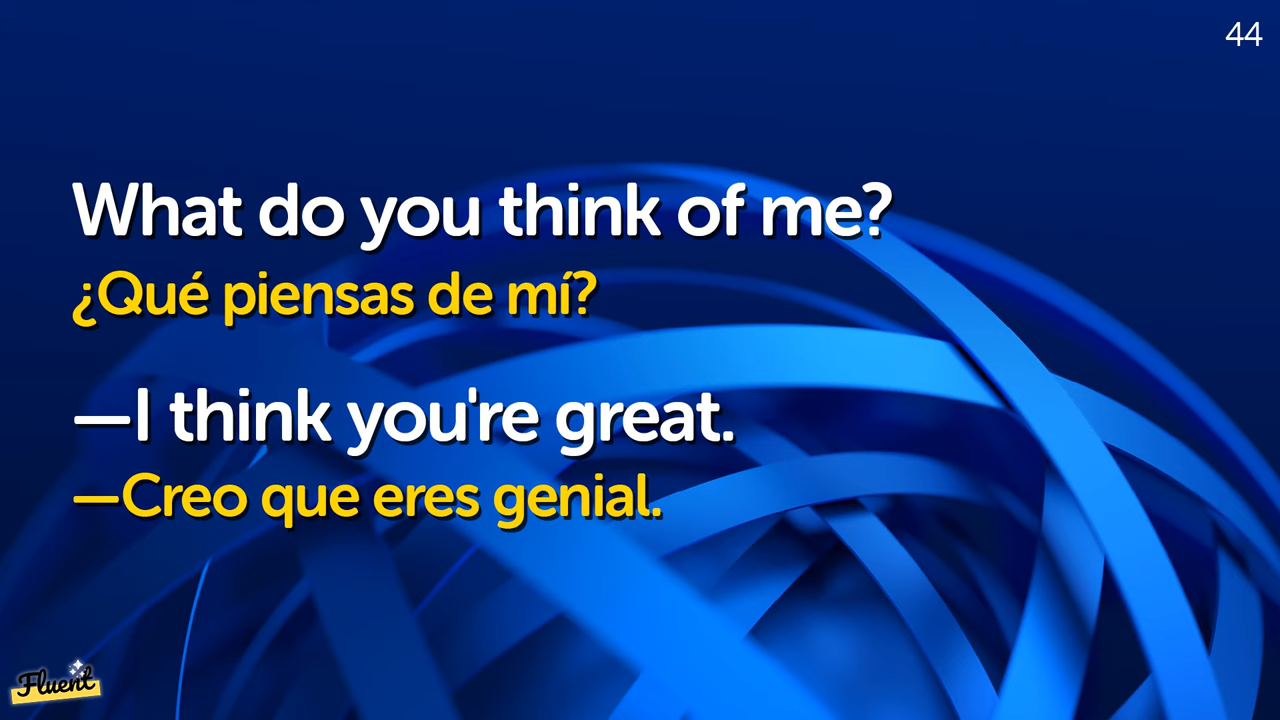 44
What do you think of me?
¿Qué piensas de mí?
—I think you're great.
—Creo que eres genial.
Fluent